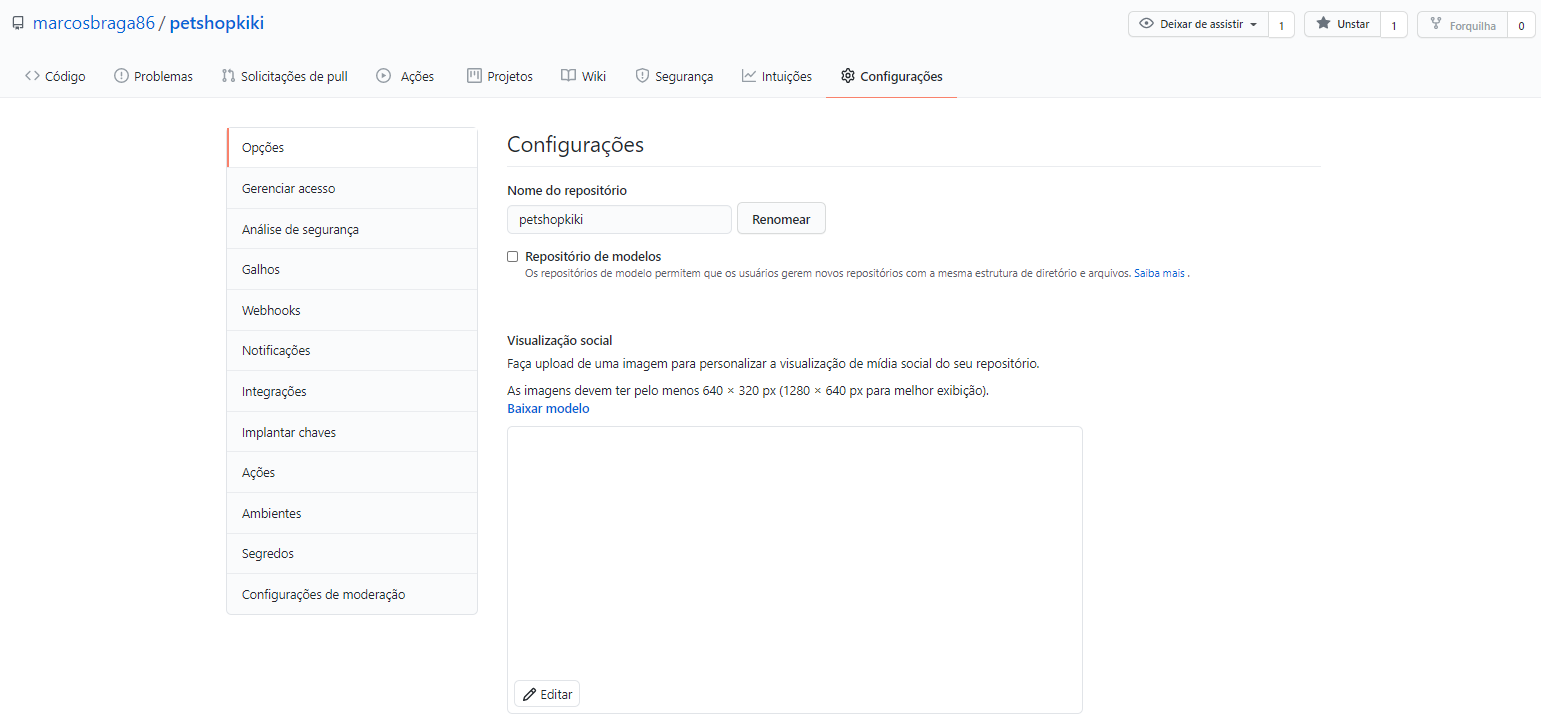 marcosbraga86 / petshopkiki
Deixar de assistir 1 Unstar 1 Forquilha 0
Código Problemas Solicitações de pull Ações Projetos Wiki Segurança Intuições Configurações
Opções
Gerenciar acesso
Análise de segurança
Galhos
Webhooks
Notificações
Integrações
Implantar chaves
Ações
Ambientes
Segredos
Configurações de moderação
Configurações
Nome do repositório
petshopkiki Renomear
Repositório de modelos
Os repositórios de modelo permitem que os usuários gerem novos repositórios com a mesma estrutura de diretório e arquivos. Saiba mais .
Visualização social
Faça upload de uma imagem para personalizar a visualização de mídia social do seu repositório.
As imagens devem ter pelo menos 640 × 320 px (1280 × 640 px para melhor exibição).
Baixar modelo
Editar